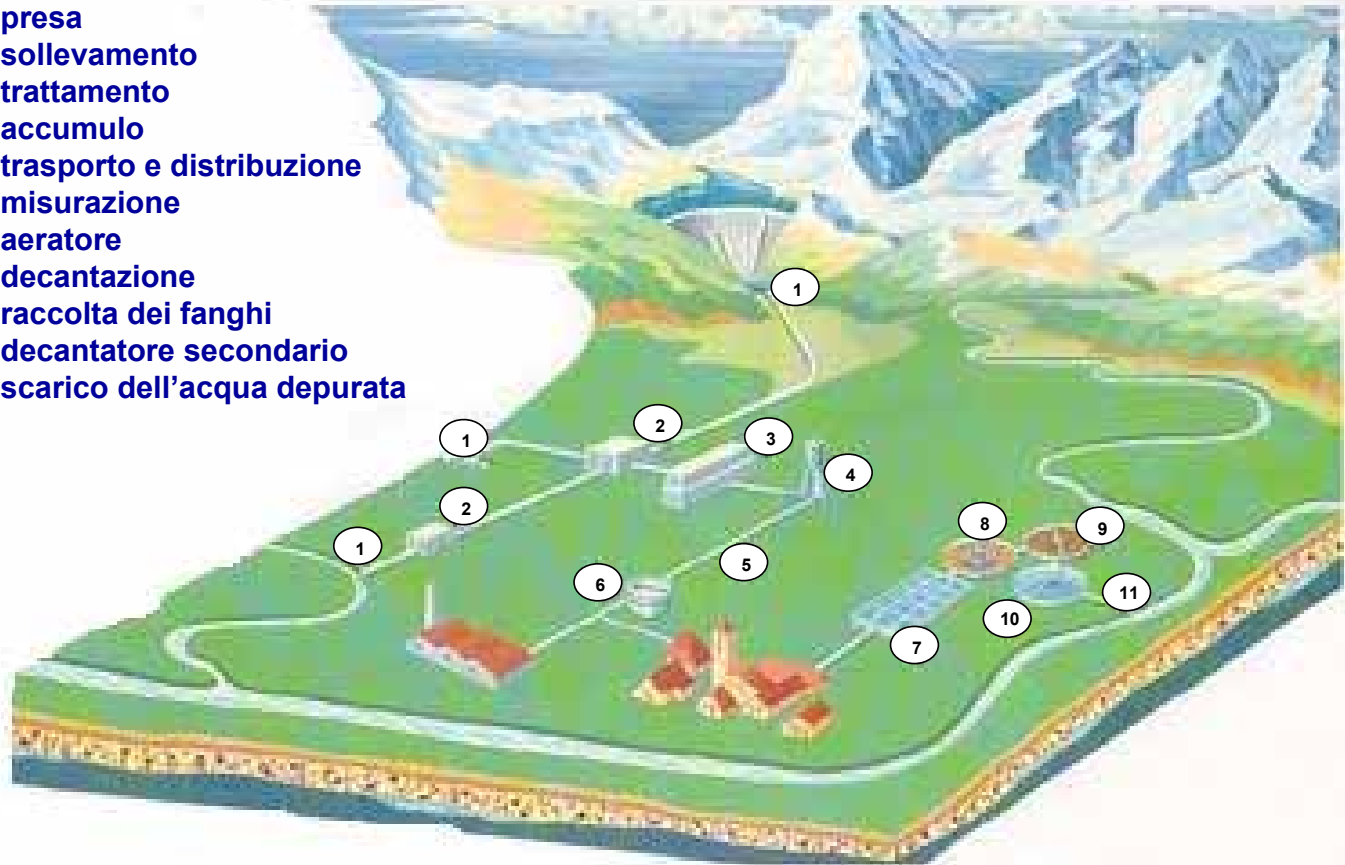 presa
sollevamento
trattamento
accumulo
trasporto e distribuzione
misurazione
aeratore
decantazione
raccolta dei fanghi
decantatore secondario
scarico dell’acqua depurata
1
2
3
1
4
2
8
9
1
5
6
11
10
7